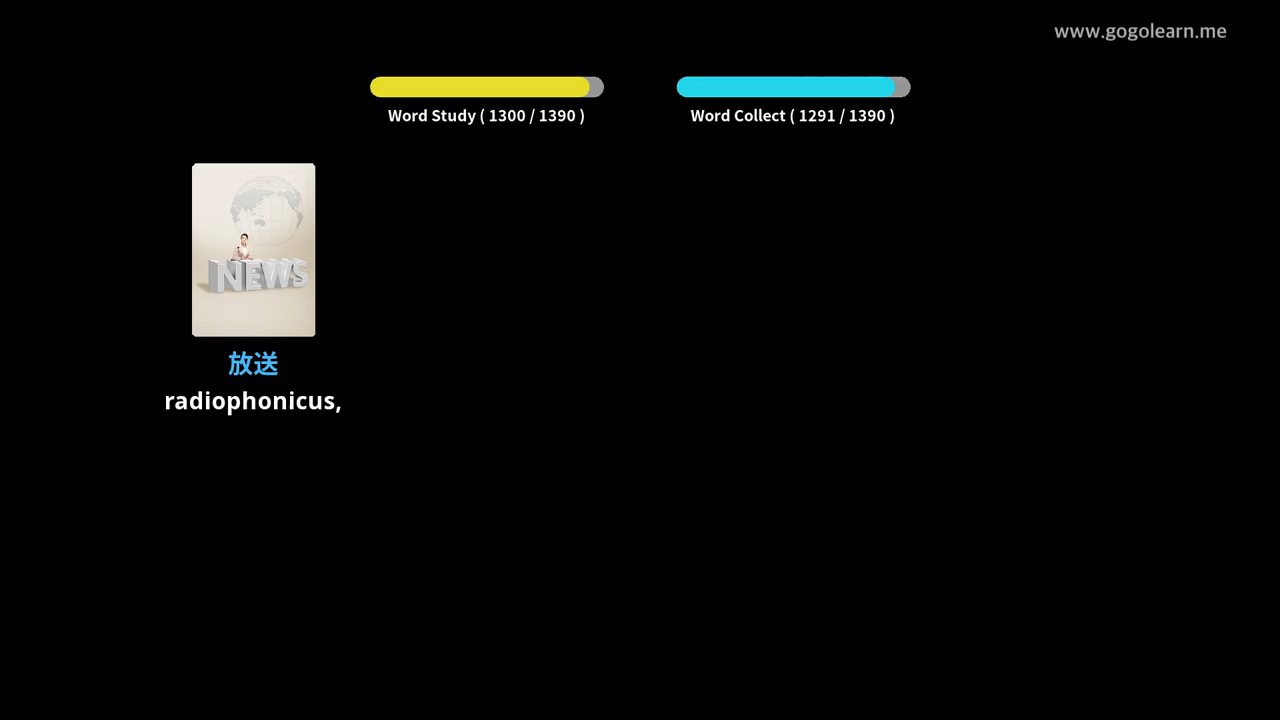 www.gogolearn.me
Word Study ( 1300 / 1390 )
Word Collect ( 1291 / 1390 )
NEWS
放送
radiophonicus,